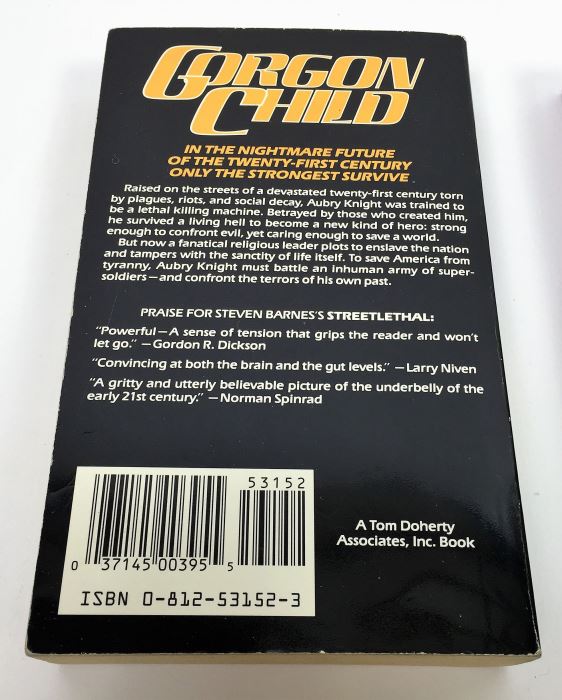 GORGON
CHILD
IN THE NIGHTMARE FUTURE
OF THE TWENTY-FIRST CENTURY
ONLY THE STRONGEST SURVIVE
Raised on the streets of a devastated twenty-first century torn
by plagues, riots, and social decay, Aubry Knight was trained to
be a lethal killing machine. Betrayed by those who created him,
he survived a living hell to become a new kind of hero: strong
enough to confront evil, yet caring enough to save a world.
But now a fanatical religious leader plots to enslave the nation
and tampers with the sanctity of life itself. To save America from
tyranny, Aubry Knight must battle an inhuman army of super-
soldiers—and confront the terrors of his own past.
PRAISE FOR STEVEN BARNES'S STREETLETHAL:
"Powerful—A sense of tension that grips the reader and won't
let go." —Gordon R. Dickson
"Convincing at both the brain and the gut levels." —Larry Niven
"A gritty and utterly believable picture of the underbelly of the
early 21st century." —Norman Spinrad
53152
0 37145 00395 5
ISBN 0-812-53152-3
A Tom Doherty
Associates, Inc. Book